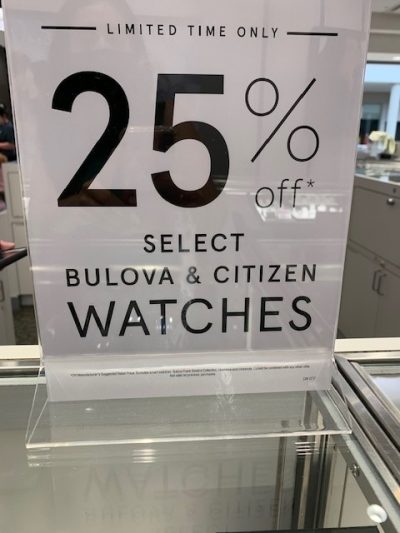 LIMITED TIME ONLY
25%
off*
SELECT
BULOVA & CITIZEN
WATCHES